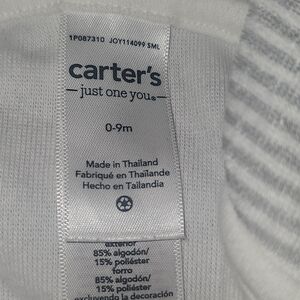 1P087310 JOY114099 SML
carter's
just one you®
0-9m
Made in Thailand
Fabriqué en Thaïlande
Hecho en Tailandia
exterior
85% algodón/
15% poliéster
forro
85% algodón/
15% poliéster
excluyendo la decoración